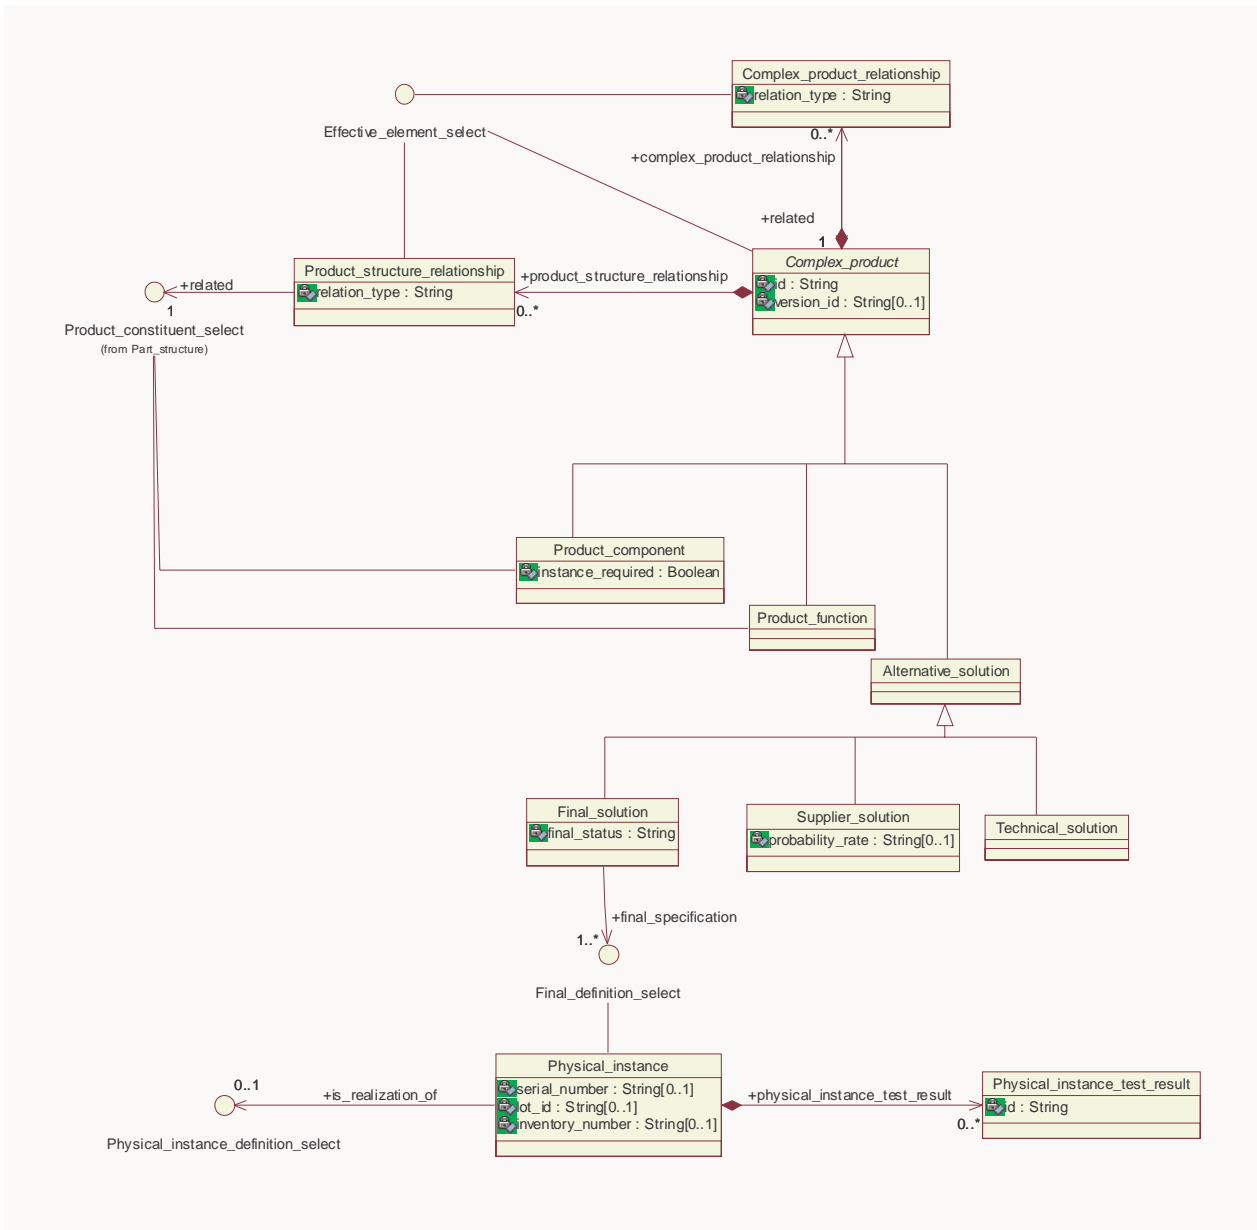 Complex_product_relationship
relation_type : String
Effective_element_select
0..*
+complex_product_relationship
+related
1
Complex_product
id : String
version_id : String[0..1]
Product_structure_relationship
relation_type : String
+product_structure_relationship
0..*
+related
1
Product_constituent_select
(from Part_structure)
Product_component
instance_required : Boolean
Product_function
Alternative_solution
Final_solution
final_status : String
Supplier_solution
probability_rate : String[0..1]
Technical_solution
+final_specification
1..*
Final_definition_select
Physical_instance
serial_number : String[0..1]
lot_id : String[0..1]
inventory_number : String[0..1]
0..1
+is_realization_of
Physical_instance_definition_select
+physical_instance_test_result
0..*
Physical_instance_test_result
id : String